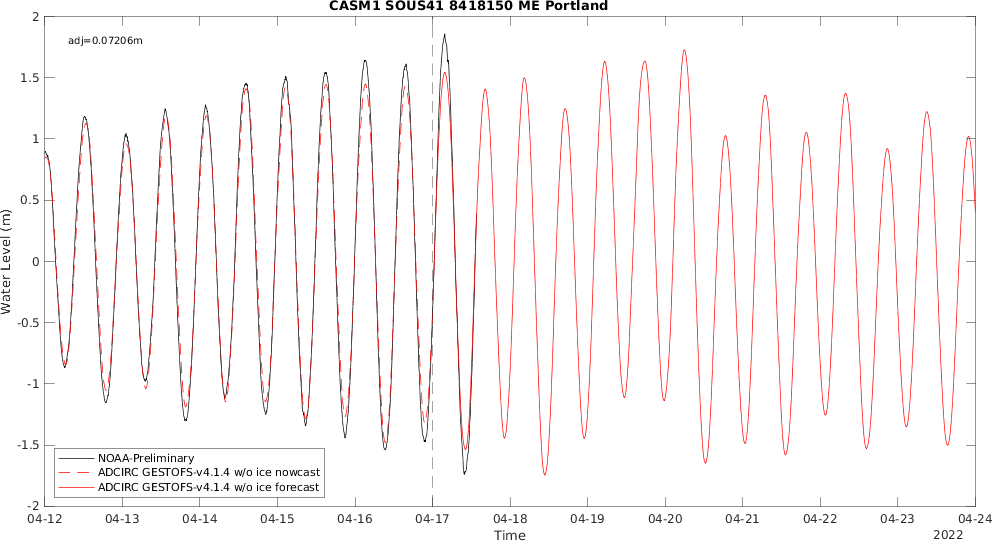 CASM1 SOUS41 8418150 ME Portland
adj=0.07206m
2
1.5
1
0.5
0
-0.5
-1
-1.5
-2
Water Level (m)
NOAA-Preliminary
ADCIRC GESTOFS-v4.1.4 w/o ice nowcast
ADCIRC GESTOFS-v4.1.4 w/o ice forecast
04-12 04-13 04-14 04-15 04-16 04-17 04-18 04-19 04-20 04-21 04-22 04-23 04-24
Time
2022